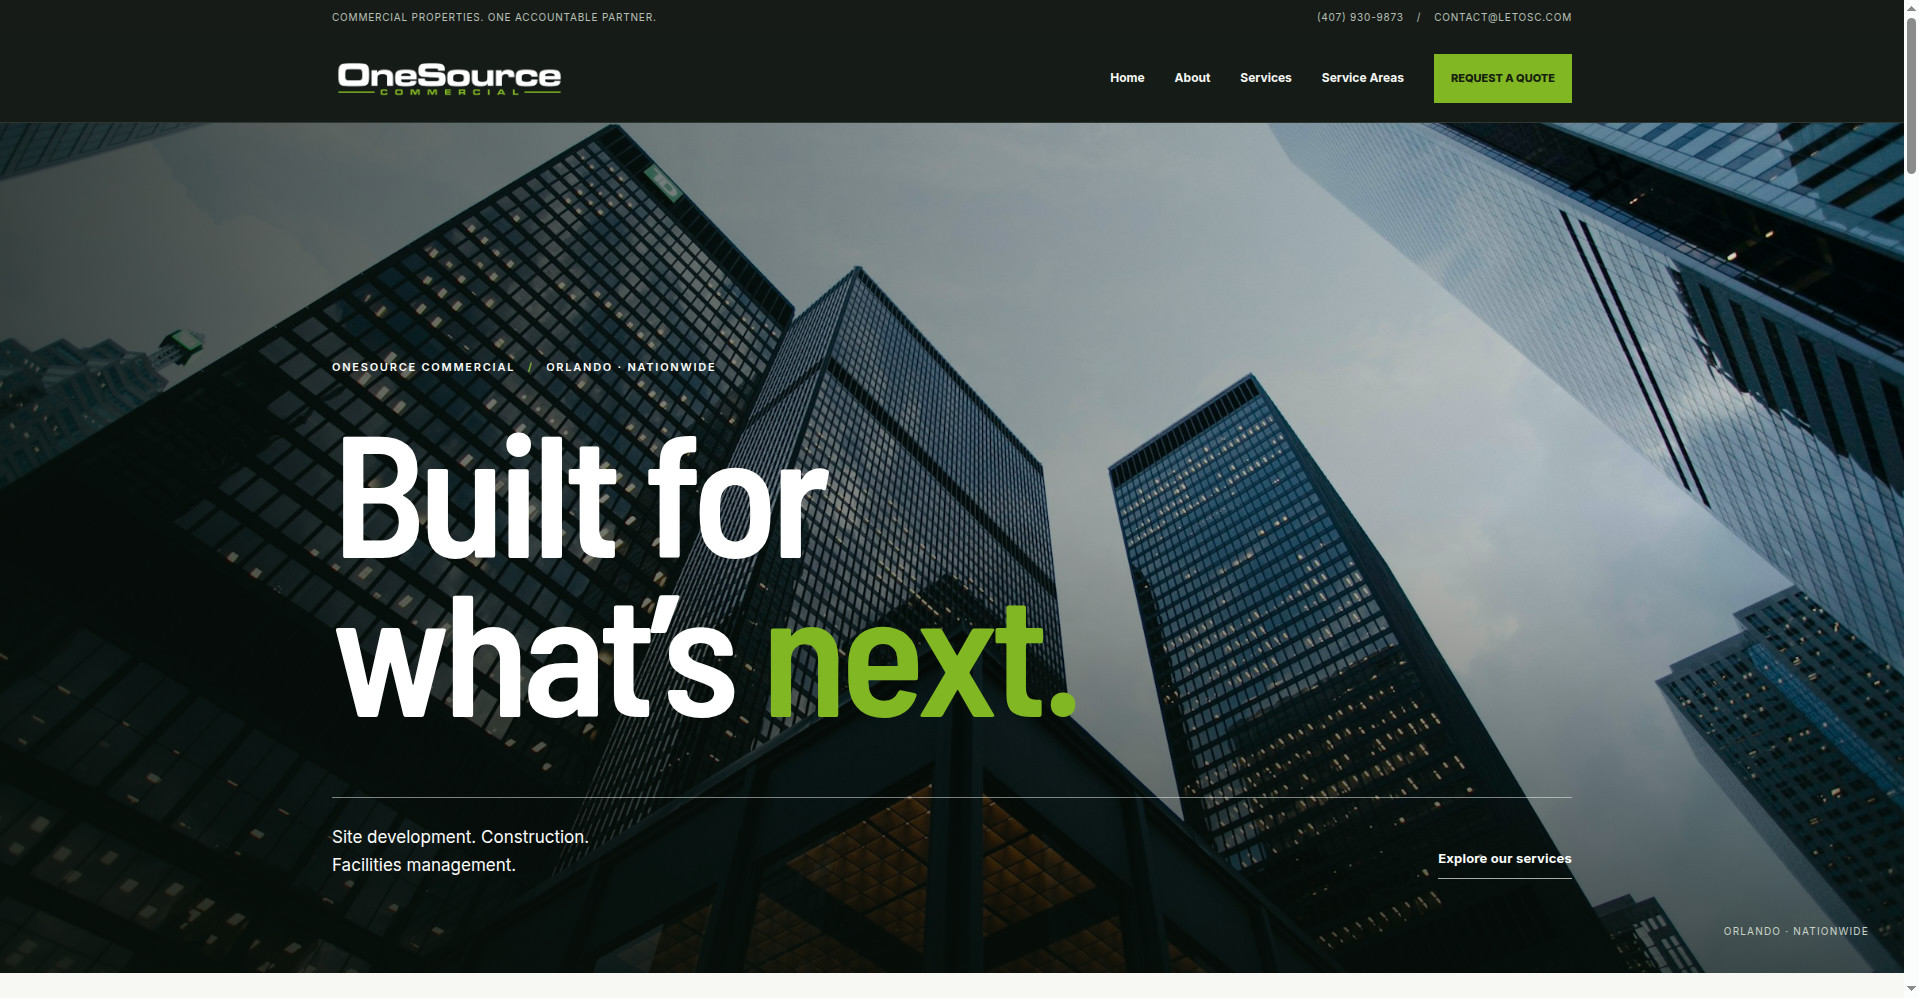 COMMERCIAL PROPERTIES. ONE ACCOUNTABLE PARTNER.
(407) 930-9873 / CONTACT@LETOSC.COM
OneSource
COMMERCIAL
Home About Services Service Areas REQUEST A QUOTE
ONESOURCE COMMERCIAL / ORLANDO · NATIONWIDE
Built for
what’s next.
Site development. Construction.
Facilities management.
Explore our services
ORLANDO · NATIONWIDE